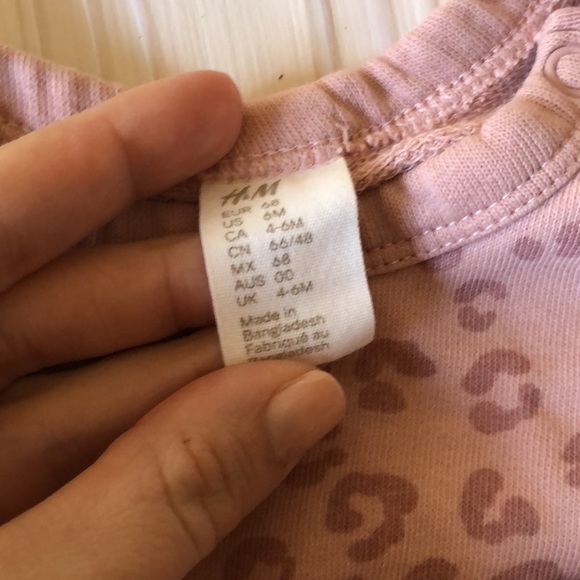 H&M
EUR 68
US 6M
CA 4-6M
CN 66/48
MX 68
AUS 00
UK 4-6M
Made in
Bangladesh
Fabriqué au
Bangladesh